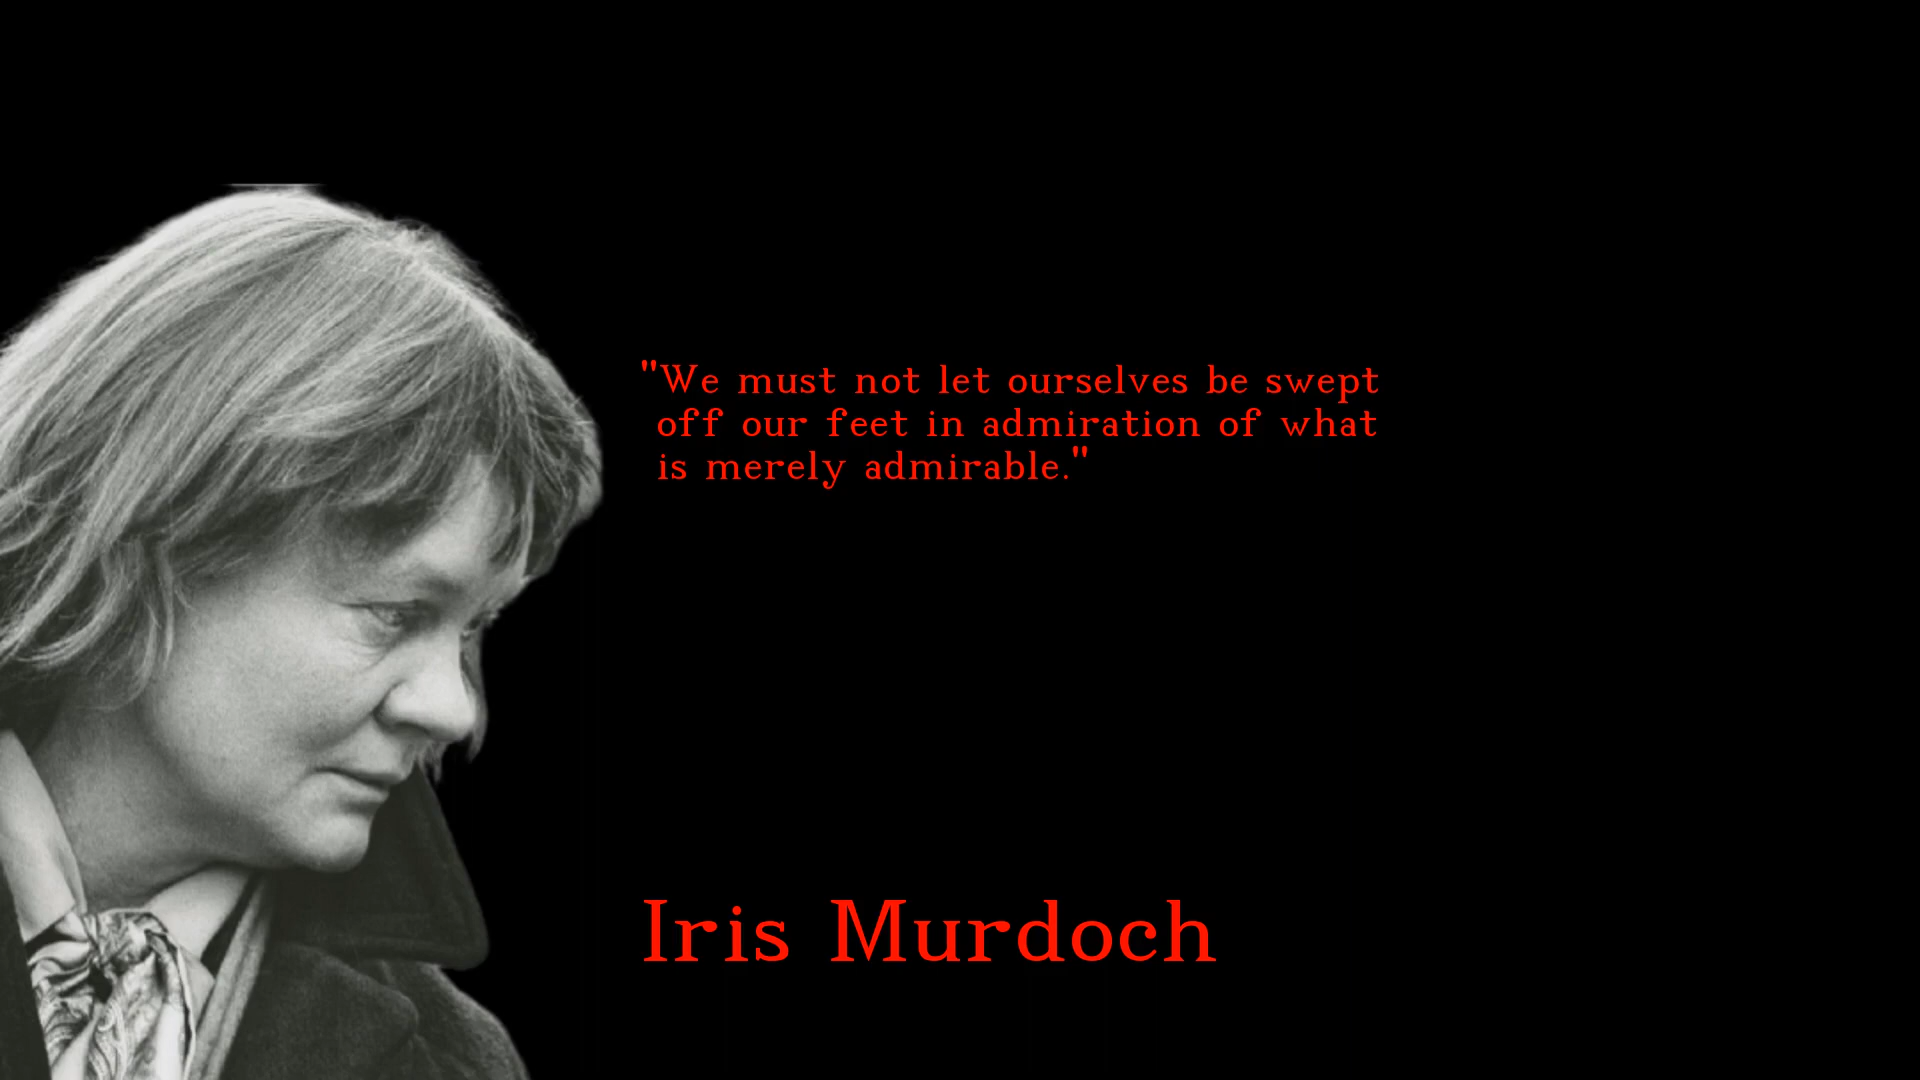 "We must not let ourselves be swept
off our feet in admiration of what
is merely admirable."
Iris Murdoch